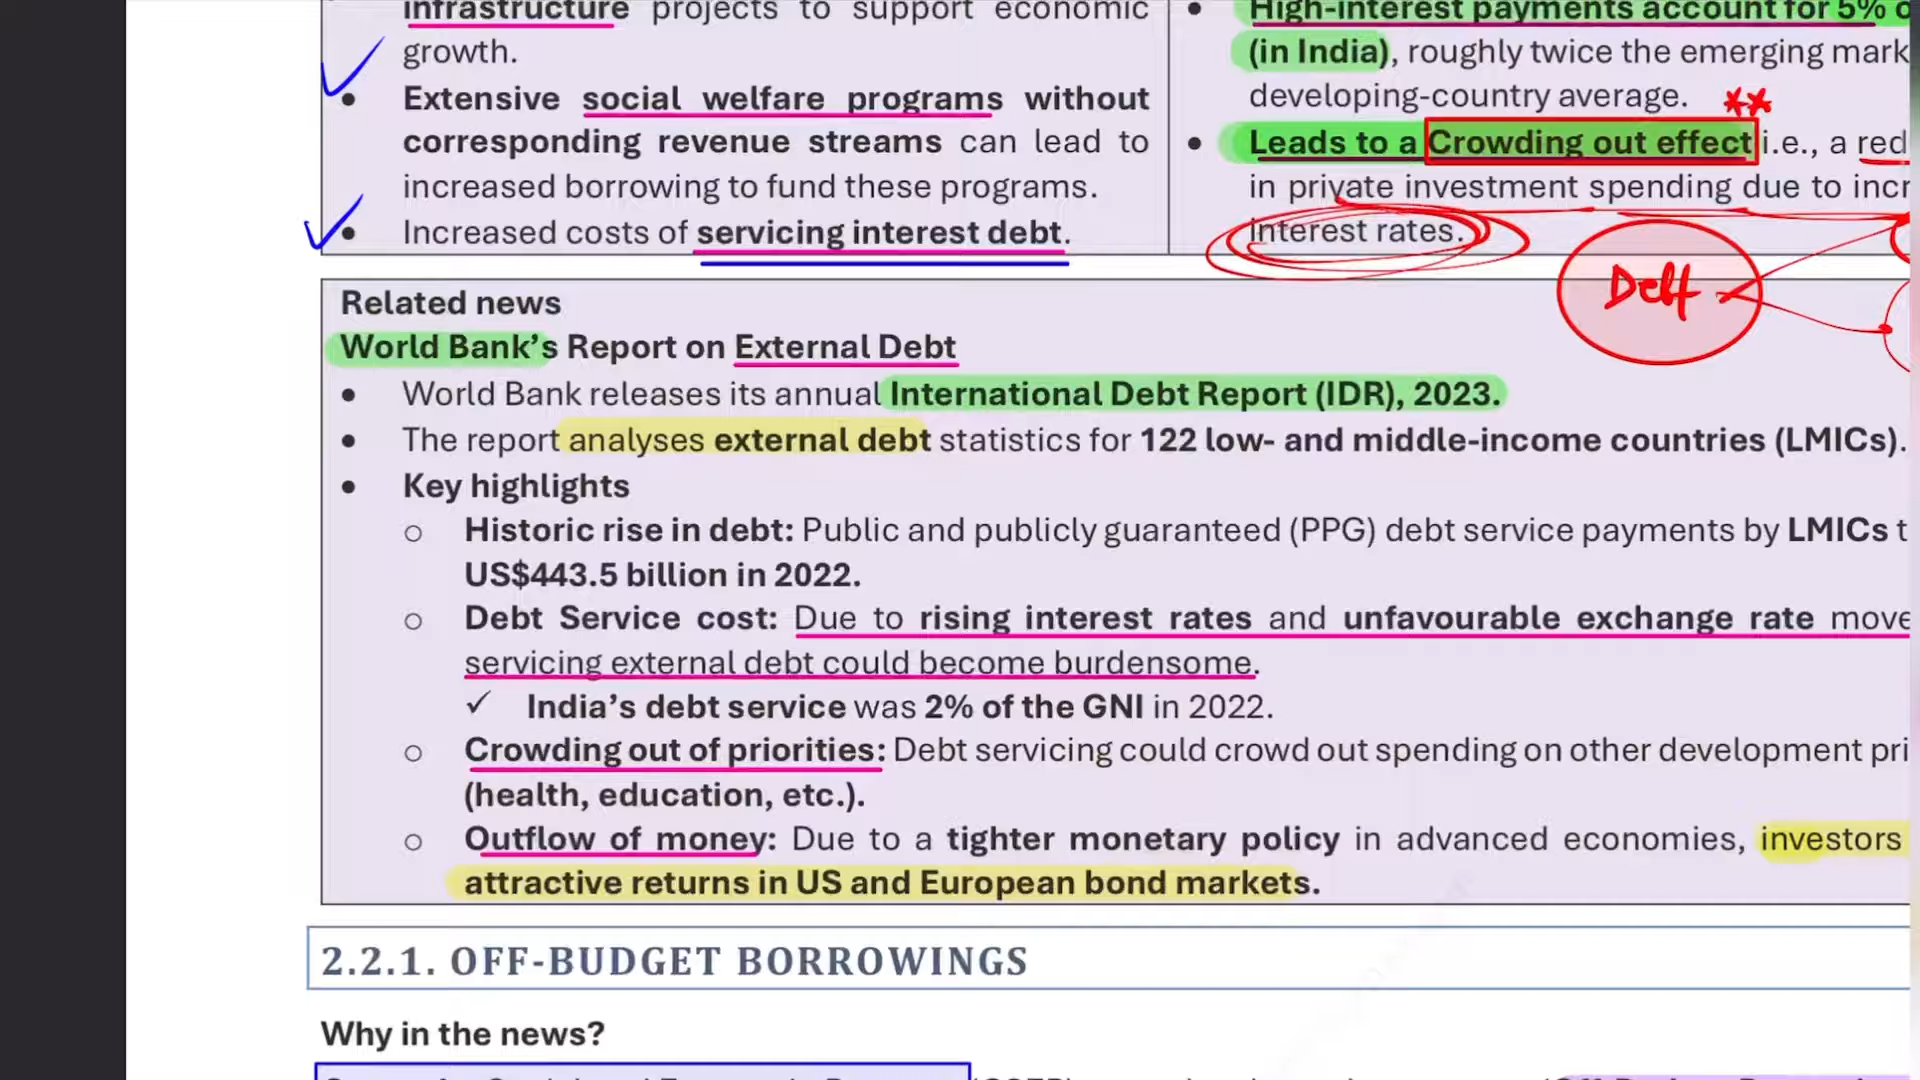 infrastructure projects to support economic
growth.
• Extensive social welfare programs without
corresponding revenue streams can lead to
increased borrowing to fund these programs.
• Increased costs of servicing interest debt.
• High-interest payments account for 5%
(in India), roughly twice the emerging
developing-country average. **
• Leads to a Crowding out effect i.e., a
in private investment spending due to
interest rates.
Debt
Related news
World Bank’s Report on External Debt
• World Bank releases its annual International Debt Report (IDR), 2023.
• The report analyses external debt statistics for 122 low- and middle-income countries (LMICs).
• Key highlights
o Historic rise in debt: Public and publicly guaranteed (PPG) debt service payments by LMICs
US$443.5 billion in 2022.
o Debt Service cost: Due to rising interest rates and unfavourable exchange rate
servicing external debt could become burdensome.
✓ India’s debt service was 2% of the GNI in 2022.
o Crowding out of priorities: Debt servicing could crowd out spending on other development
(health, education, etc.).
o Outflow of money: Due to a tighter monetary policy in advanced economies, investors
attractive returns in US and European bond markets.
2.2.1. OFF-BUDGET BORROWINGS
Why in the news?